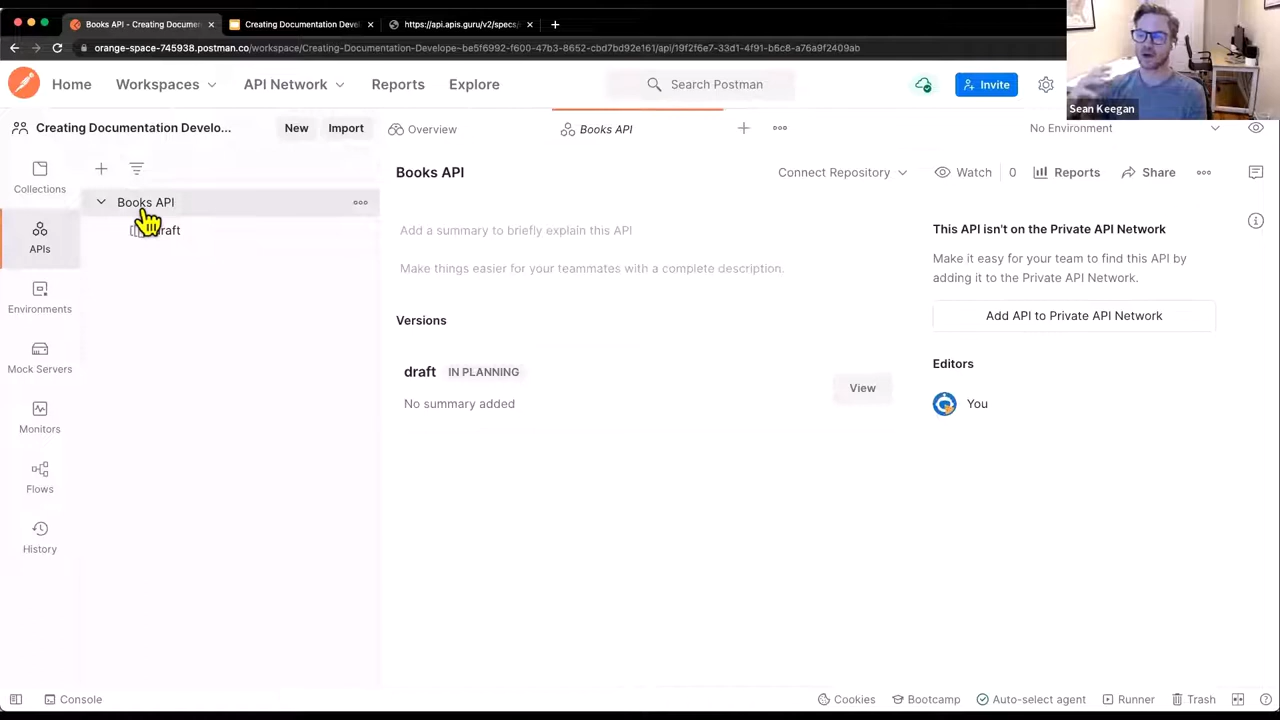 Books API - Creating Documen
Creating Documentation Devel
https://api.apis.guru/v2/specs/
orange-space-745938.postman.co/workspace/Creating-Documentation-Develope~be5f6992-f600-47b3-8652-cbd7bd92e161/api/19f2f6e7-33d1-4f91-b6c8-a76a9f2409ab
Sean Keegan
Home
Workspaces
API Network
Reports
Explore
Search Postman
Invite
Creating Documentation Develo...
New
Import
Overview
Books API
No Environment
Collections
APIs
Environments
Mock Servers
Monitors
Flows
History
Books API
Books API
Connect Repository
Watch
0
Reports
Share
Add a summary to briefly explain this API
Make things easier for your teammates with a complete description.
Versions
draft
IN PLANNING
No summary added
View
This API isn't on the Private API Network
Make it easy for your team to find this API by
adding it to the Private API Network.
Add API to Private API Network
Editors
You
Console
Cookies
Bootcamp
Auto-select agent
Runner
Trash